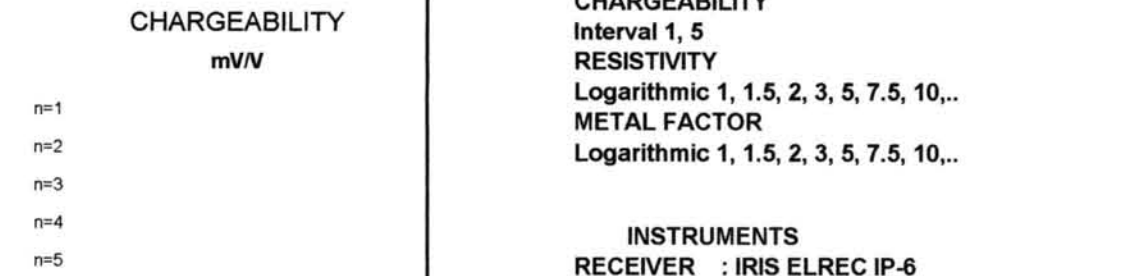 CHARGEABILITY
mV/V
n=1
n=2
n=3
n=4
n=5
CHARGEABILITY
Interval 1, 5
RESISTIVITY
Logarithmic 1, 1.5, 2, 3, 5, 7.5, 10,..
METAL FACTOR
Logarithmic 1, 1.5, 2, 3, 5, 7.5, 10,..
INSTRUMENTS
RECEIVER : IRIS ELREC IP-6